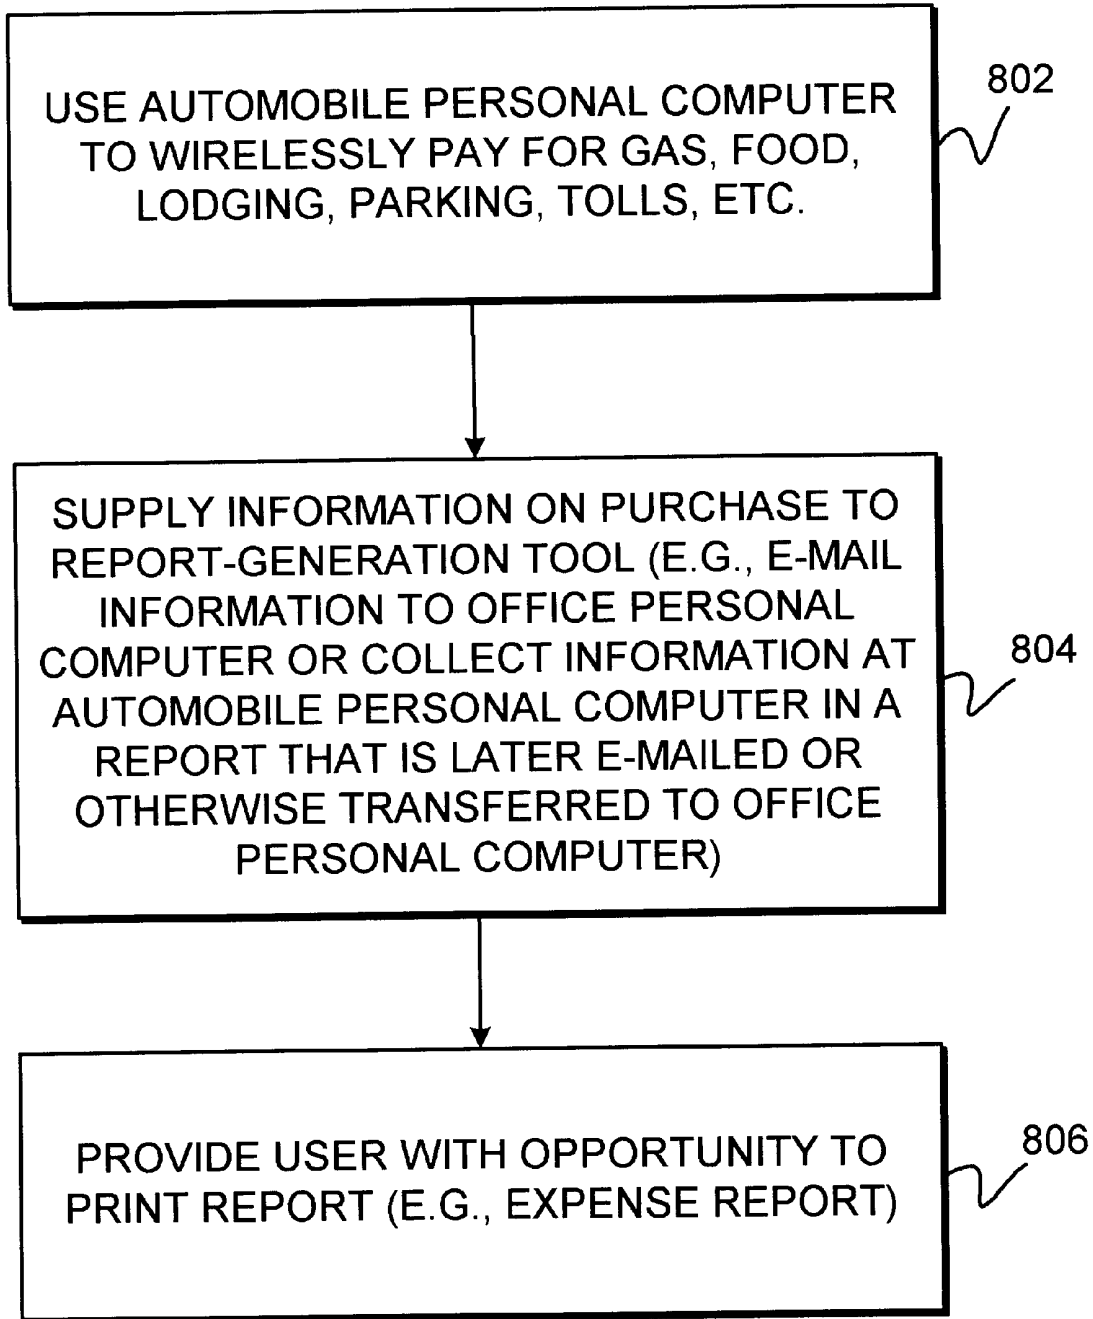 USE AUTOMOBILE PERSONAL COMPUTER
TO WIRELESSLY PAY FOR GAS, FOOD,
LODGING, PARKING, TOLLS, ETC.
802
SUPPLY INFORMATION ON PURCHASE TO
REPORT-GENERATION TOOL (E.G., E-MAIL
INFORMATION TO OFFICE PERSONAL
COMPUTER OR COLLECT INFORMATION AT
AUTOMOBILE PERSONAL COMPUTER IN A
REPORT THAT IS LATER E-MAILED OR
OTHERWISE TRANSFERRED TO OFFICE
PERSONAL COMPUTER)
804
PROVIDE USER WITH OPPORTUNITY TO
PRINT REPORT (E.G., EXPENSE REPORT)
806